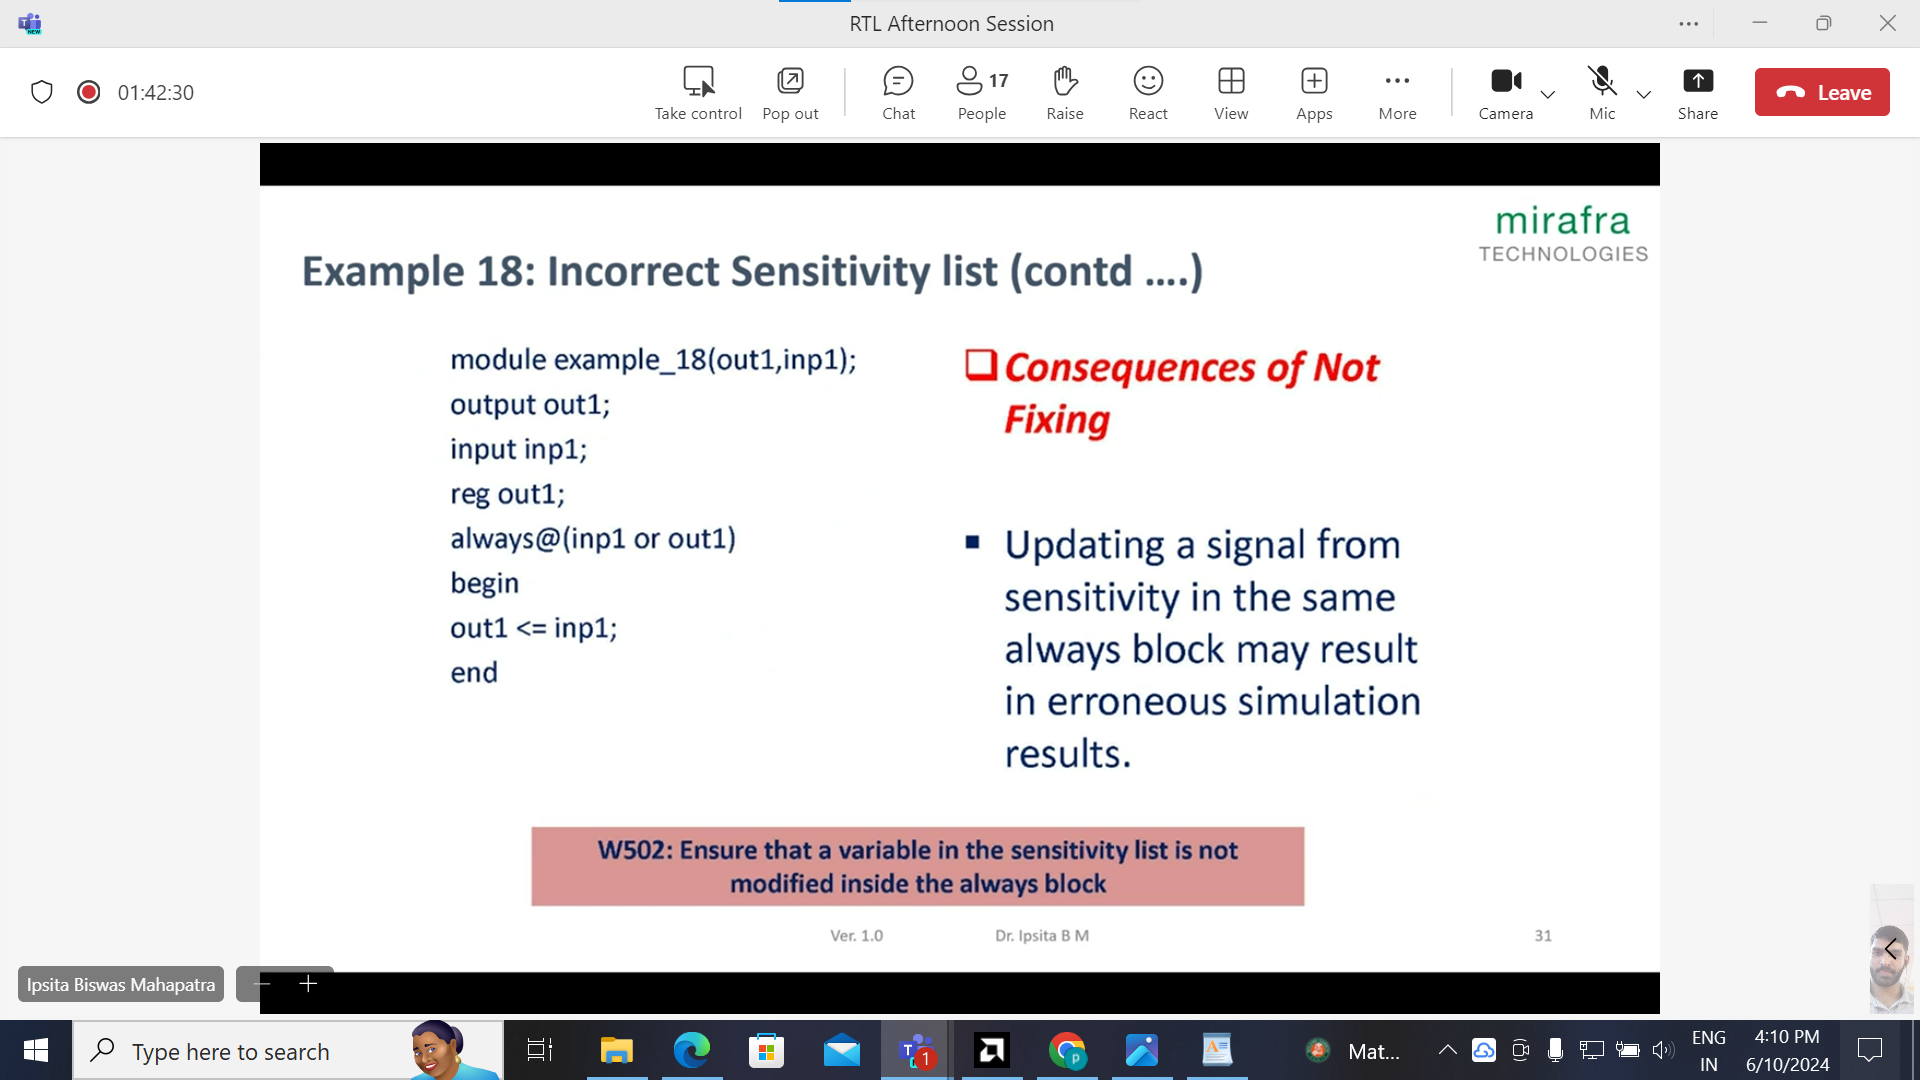 RTL Afternoon Session
NEW
01:42:30
Take control
Pop out
Chat
17
People
Raise
React
View
Apps
More
Camera
Mic
Share
Leave
mirafra
TECHNOLOGIES
Example 18: Incorrect Sensitivity list (contd ....)
module example_18(out1,inp1);
output out1;
input inp1;
reg out1;
always@(inp1 or out1)
begin
out1 <= inp1;
end
Consequences of Not
Fixing
Updating a signal from
sensitivity in the same
always block may result
in erroneous simulation
results.
W502: Ensure that a variable in the sensitivity list is not
modified inside the always block
Ver. 1.0
Dr. Ipsita B M
31
Ipsita Biswas Mahapatra
Type here to search
1
Mat...
ENG
IN
4:10 PM
6/10/2024